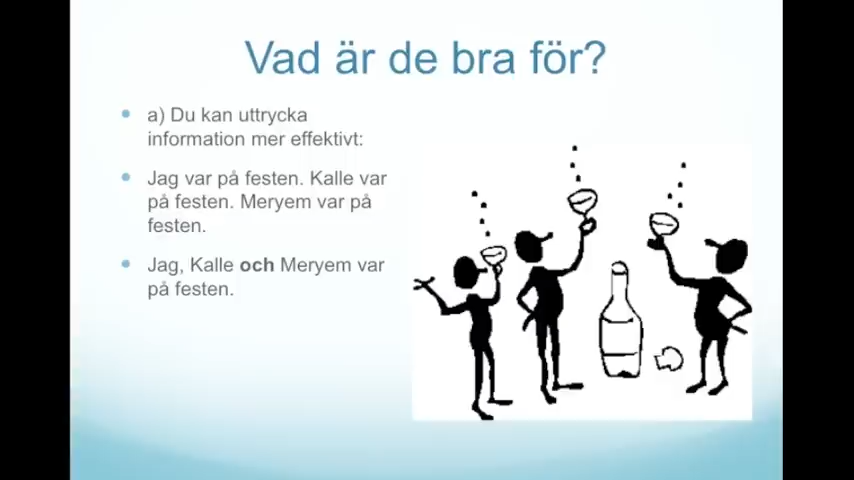 Vad är de bra för?
a) Du kan uttrycka
information mer effektivt:
Jag var på festen. Kalle var
på festen. Meryem var på
festen.
Jag, Kalle och Meryem var
på festen.